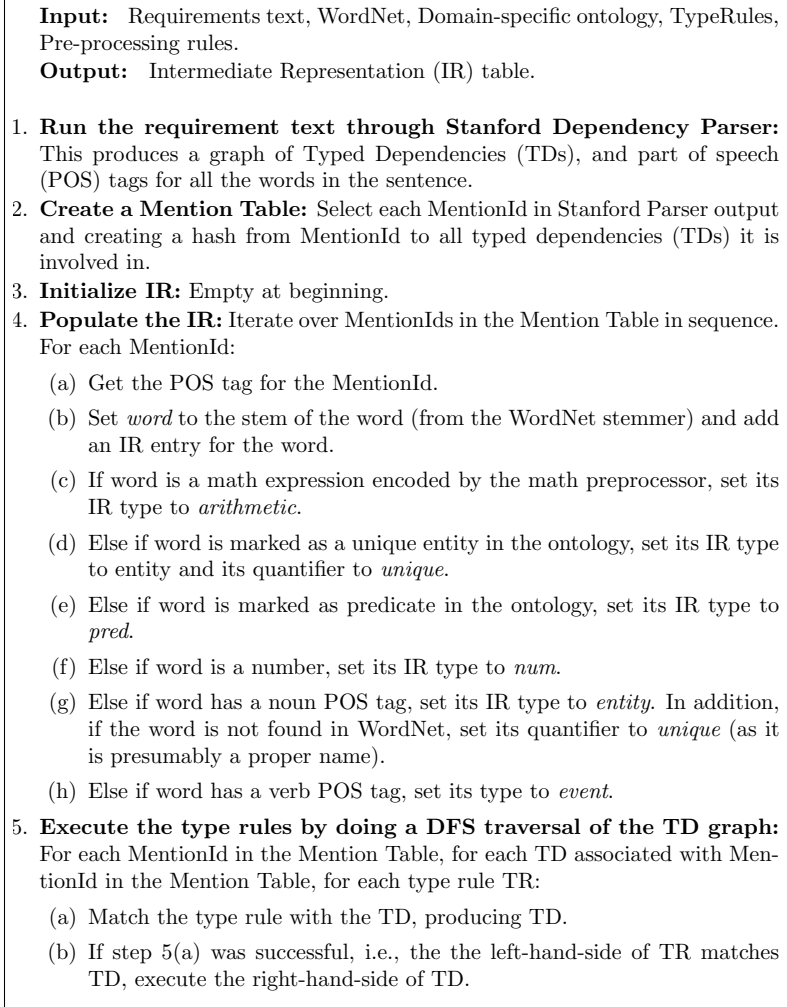 Input: Requirements text, WordNet, Domain-specific ontology, TypeRules,
Pre-processing rules.
Output: Intermediate Representation (IR) table.
1. Run the requirement text through Stanford Dependency Parser:
This produces a graph of Typed Dependencies (TDs), and part of speech
(POS) tags for all the words in the sentence.
2. Create a Mention Table: Select each MentionId in Stanford Parser output
and creating a hash from MentionId to all typed dependencies (TDs) it is
involved in.
3. Initialize IR: Empty at beginning.
4. Populate the IR: Iterate over MentionIds in the Mention Table in sequence.
For each MentionId:
(a) Get the POS tag for the MentionId.
(b) Set word to the stem of the word (from the WordNet stemmer) and add
an IR entry for the word.
(c) If word is a math expression encoded by the math preprocessor, set its
IR type to arithmetic.
(d) Else if word is marked as a unique entity in the ontology, set its IR type
to entity and its quantifier to unique.
(e) Else if word is marked as predicate in the ontology, set its IR type to
pred.
(f) Else if word is a number, set its IR type to num.
(g) Else if word has a noun POS tag, set its IR type to entity. In addition,
if the word is not found in WordNet, set its quantifier to unique (as it
is presumably a proper name).
(h) Else if word has a verb POS tag, set its type to event.
5. Execute the type rules by doing a DFS traversal of the TD graph:
For each MentionId in the Mention Table, for each TD associated with Men-
tionId in the Mention Table, for each type rule TR:
(a) Match the type rule with the TD, producing TD.
(b) If step 5(a) was successful, i.e., the the left-hand-side of TR matches
TD, execute the right-hand-side of TD.